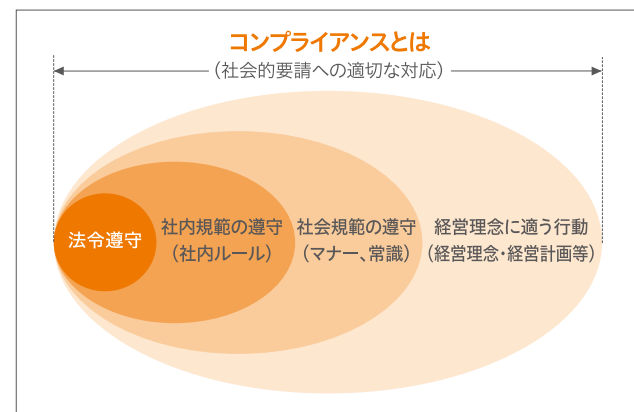 コンプライアンスとは
(社会的要請への適切な対応)
法令遵守
社内規範の遵守
(社内ルール)
社会規範の遵守
(マナー、常識)
経営理念に適う行動
(経営理念・経営計画等)